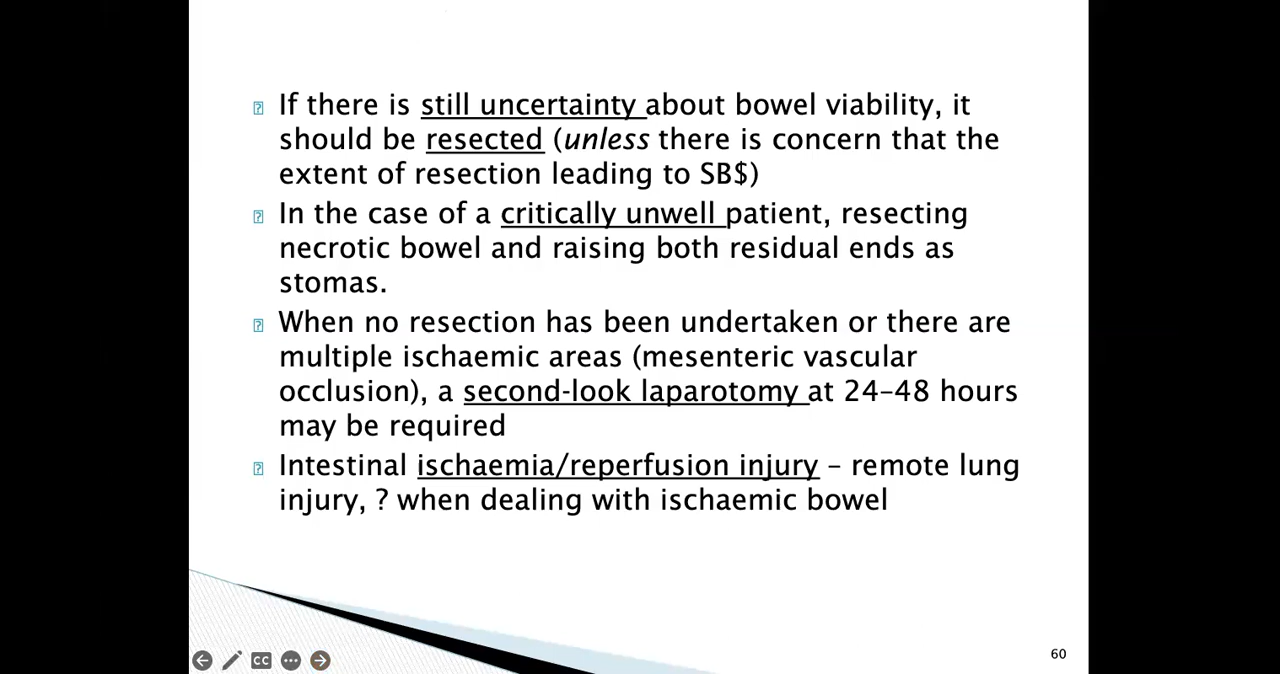 If there is still uncertainty about bowel viability, it
should be resected (unless there is concern that the
extent of resection leading to SB$)
In the case of a critically unwell patient, resecting
necrotic bowel and raising both residual ends as
stomas.
When no resection has been undertaken or there are
multiple ischaemic areas (mesenteric vascular
occlusion), a second-look laparotomy at 24–48 hours
may be required
Intestinal ischaemia/reperfusion injury – remote lung
injury, ? when dealing with ischaemic bowel
CC
60